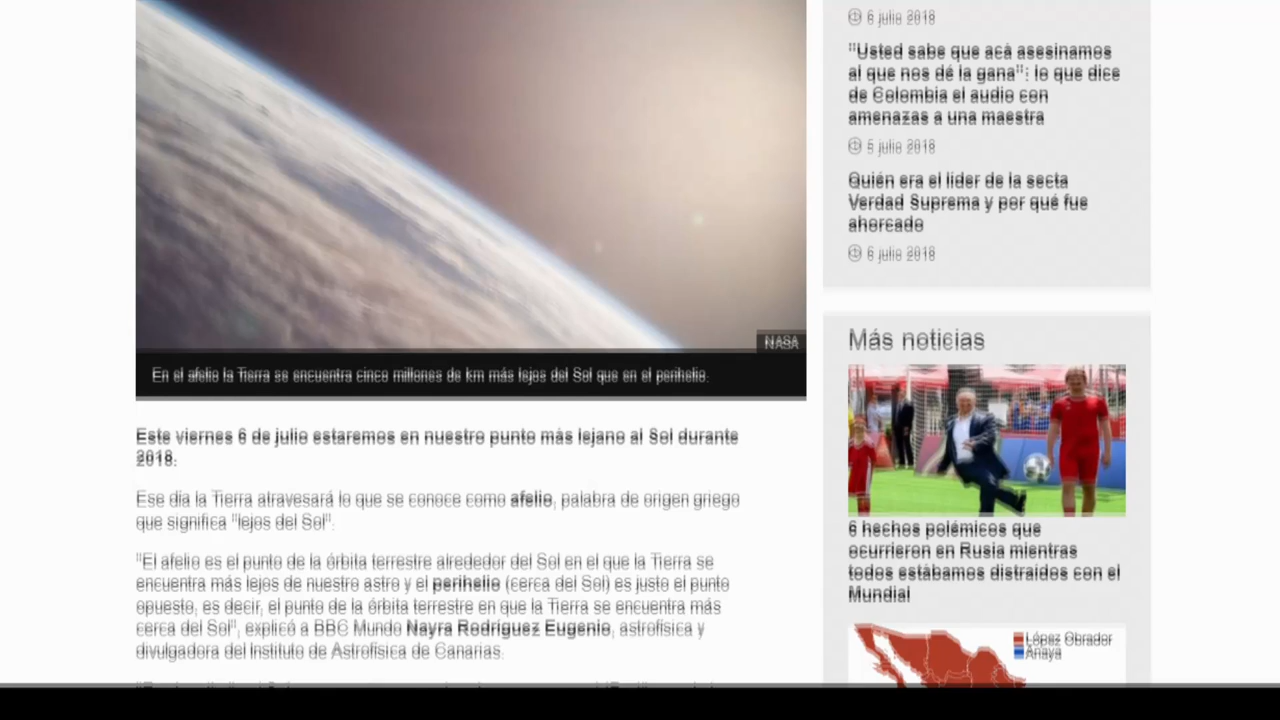 NASA
En el afelio la Tierra se encuentra cinco millones de km más lejos del Sol que en el perihelio.
Este viernes 6 de julio estaremos en nuestro punto más lejano al Sol durante
2018.
Ese día la Tierra atravesará lo que se conoce como afelio, palabra de origen griego
que significa "lejos del Sol".
"El afelio es el punto de la órbita terrestre alrededor del Sol en el que la Tierra se
encuentra más lejos de nuestro astro y el perihelio (cerca del Sol) es justo el punto
opuesto, es decir, el punto de la órbita terrestre en que la Tierra se encuentra más
cerca del Sol", explicó a BBC Mundo Nayra Rodríguez Eugenio, astrofísica y
divulgadora del Instituto de Astrofísica de Canarias.
6 julio 2018
"Usted sabe que acá asesinamos
al que nos dé la gana": lo que dice
de Colombia el audio con
amenazas a una maestra
5 julio 2018
Quién era el líder de la secta
Verdad Suprema y por qué fue
ahorcado
6 julio 2018
Más noticias
6 hechos polémicos que
ocurrieron en Rusia mientras
todos estábamos distraídos con el
Mundial
López Obrador
Anaya